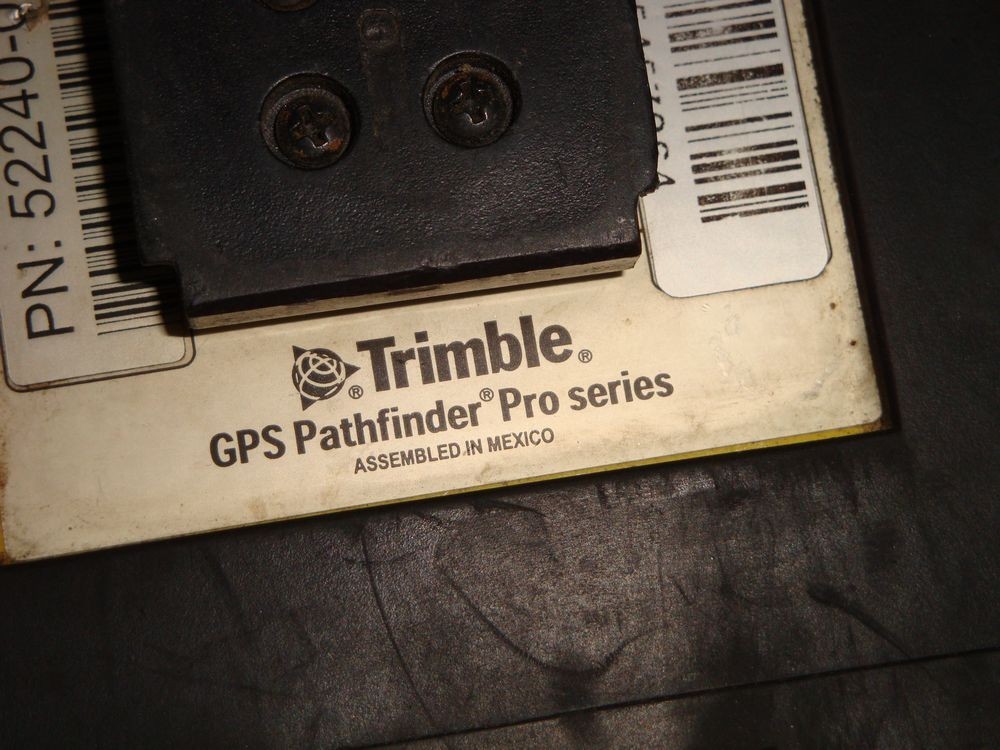 PN: 52240-
Trimble®
GPS Pathfinder® Pro series
ASSEMBLED IN MEXICO